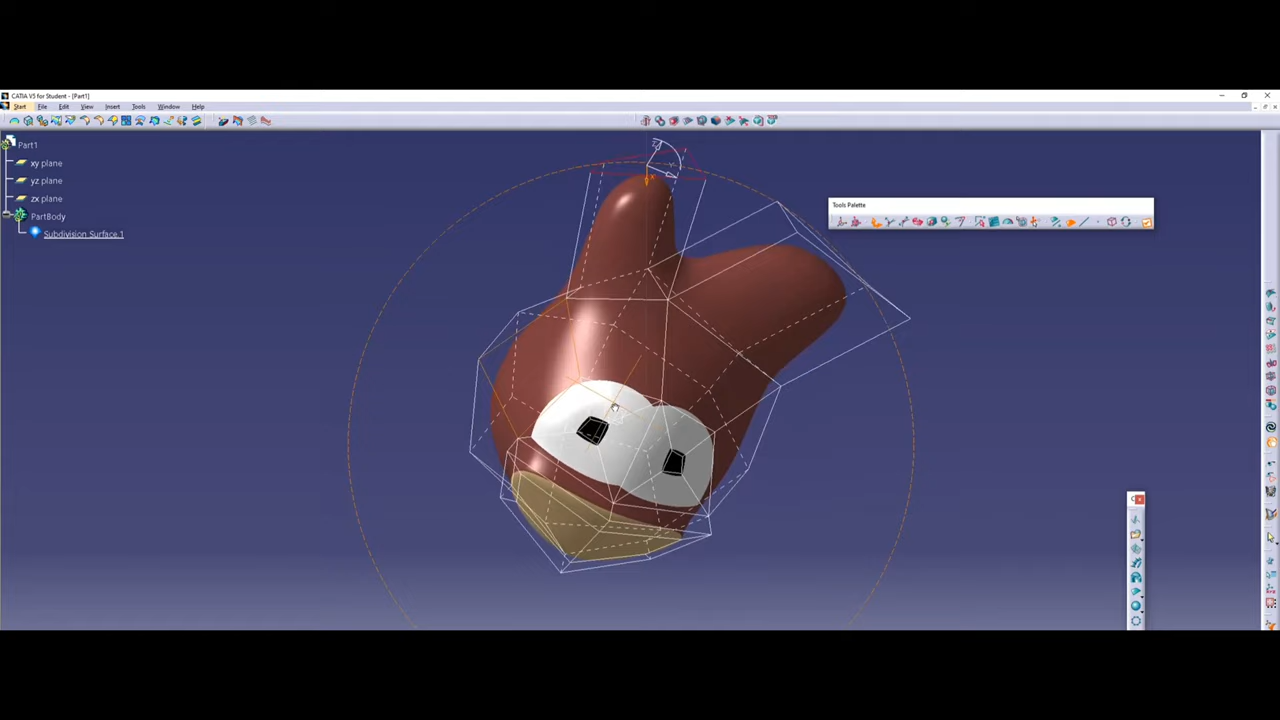 CATIA V5 for Student - [Part1]
Start File Edit View Insert Tools Window Help
Part1
xy plane
yz plane
zx plane
PartBody
Subdivision Surface.1
Tools Palette